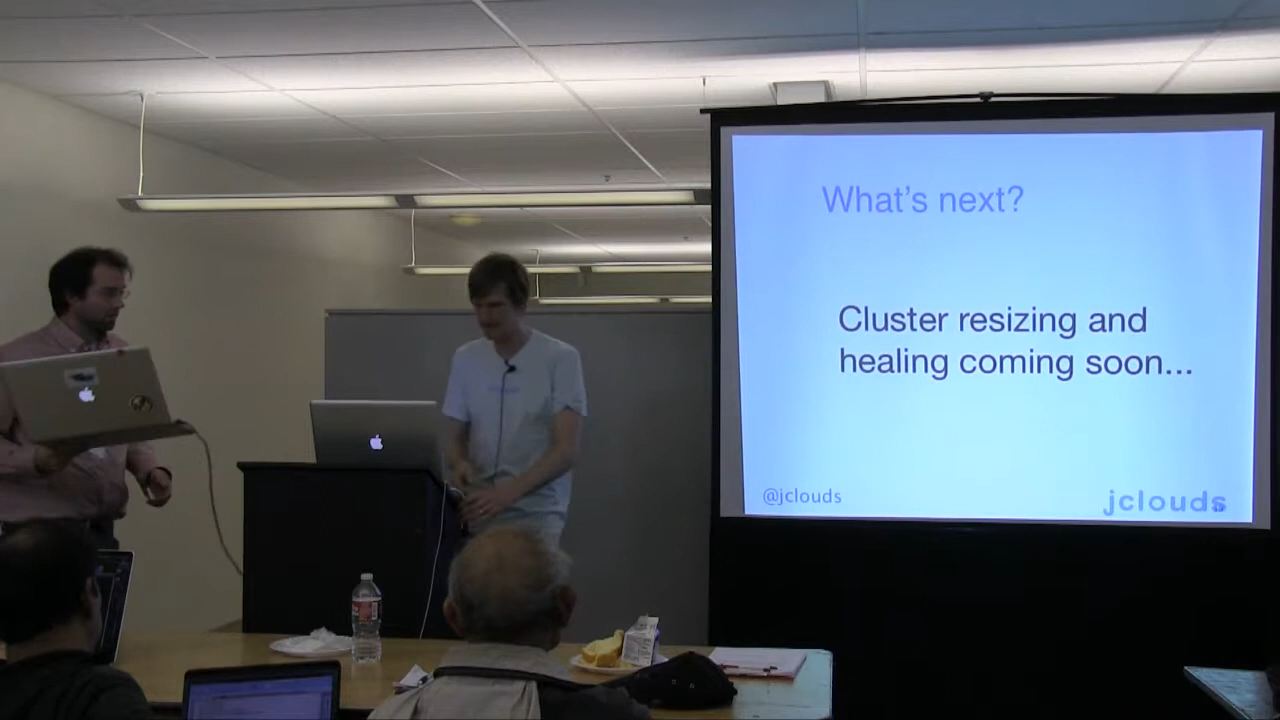 What's next?
Cluster resizing and
healing coming soon...
@jclouds
jclouds